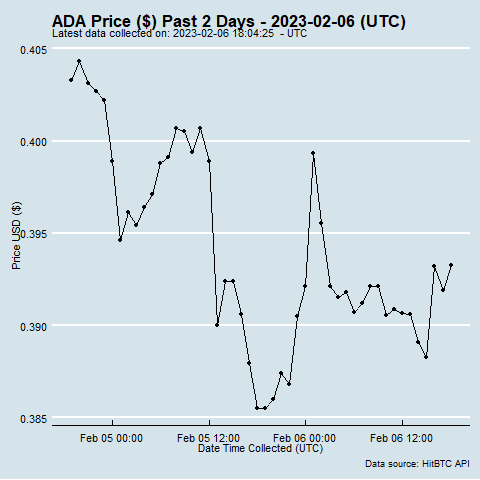 ADA Price ($) Past 2 Days - 2023-02-06 (UTC)
Latest data collected on: 2023-02-06 18:04:25 - UTC
0.405
0.400
0.395
0.390
0.385
Price USD ($)
Feb 05 00:00 Feb 05 12:00 Feb 06 00:00 Feb 06 12:00
Date Time Collected (UTC)
Data source: HitBTC API